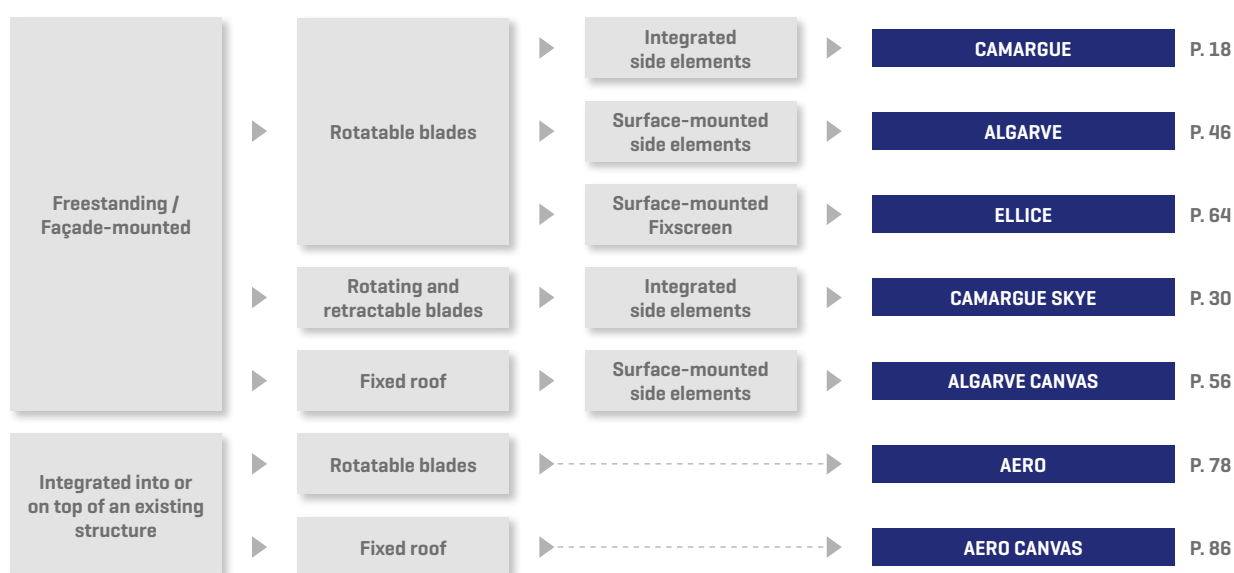 Freestanding /
Façade-mounted
Rotatable blades
Integrated
side elements
CAMARGUE
P. 18
Surface-mounted
side elements
ALGARVE
P. 46
Surface-mounted
Fixscreen
ELLICE
P. 64
Rotating and
retractable blades
Integrated
side elements
CAMARGUE SKYE
P. 30
Fixed roof
Surface-mounted
side elements
ALGARVE CANVAS
P. 56
Integrated into or
on top of an existing
structure
Rotatable blades
AERO
P. 78
Fixed roof
AERO CANVAS
P. 86